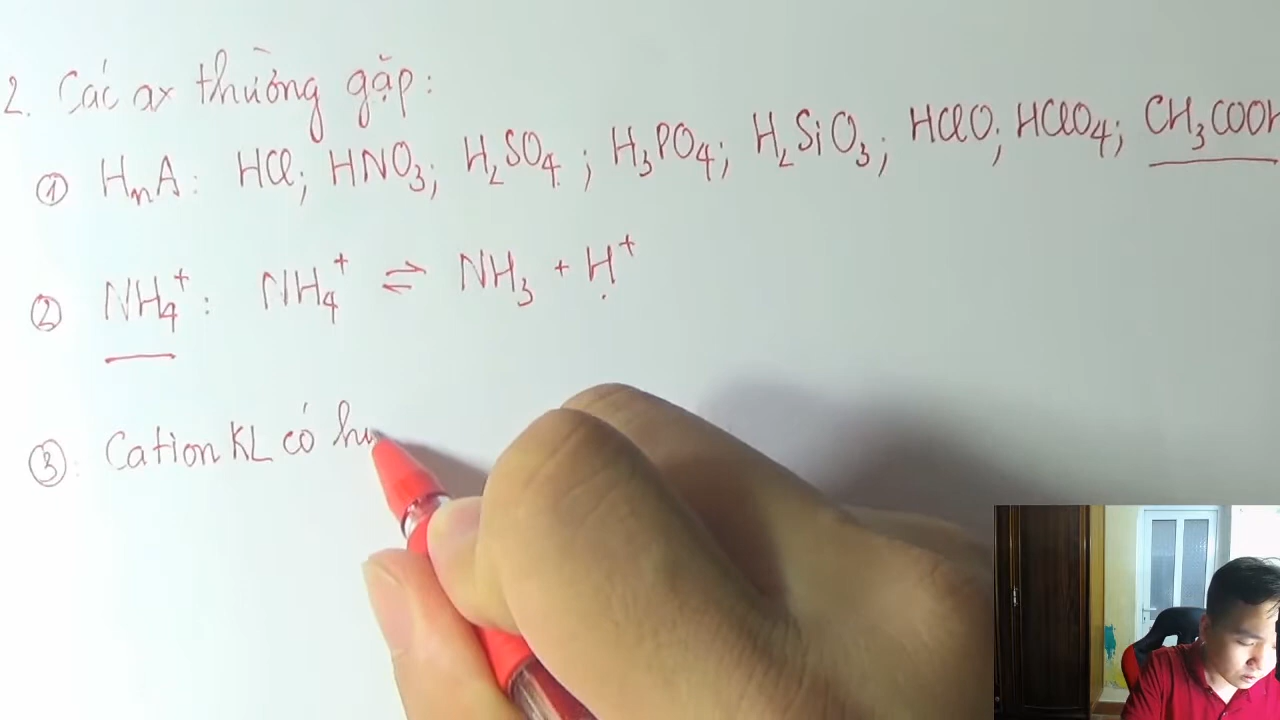 2. Các ax thường gặp:
① HnA: HCl; HNO3; H2SO4; H3PO4; H2SiO3; HClO; HClO4; CH3COOH
② NH4+: NH4+ ⇌ NH3 + H+
③: Cation KL có hu